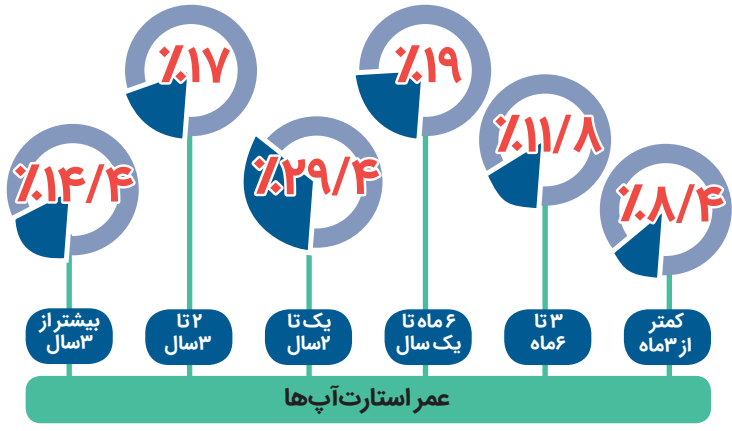 ٪۸/۴
کمتر
از ۳ماه
٪۱۱/۸
۳ تا
۶ماه
٪۱۹
۶ ماه تا
یک سال
٪۲۹/۴
یک تا
۲سال
٪۱۷
۲ تا
۳سال
٪۱۴/۴
بیشتر از
۳سال
عمر استارت‌آپ‌ها